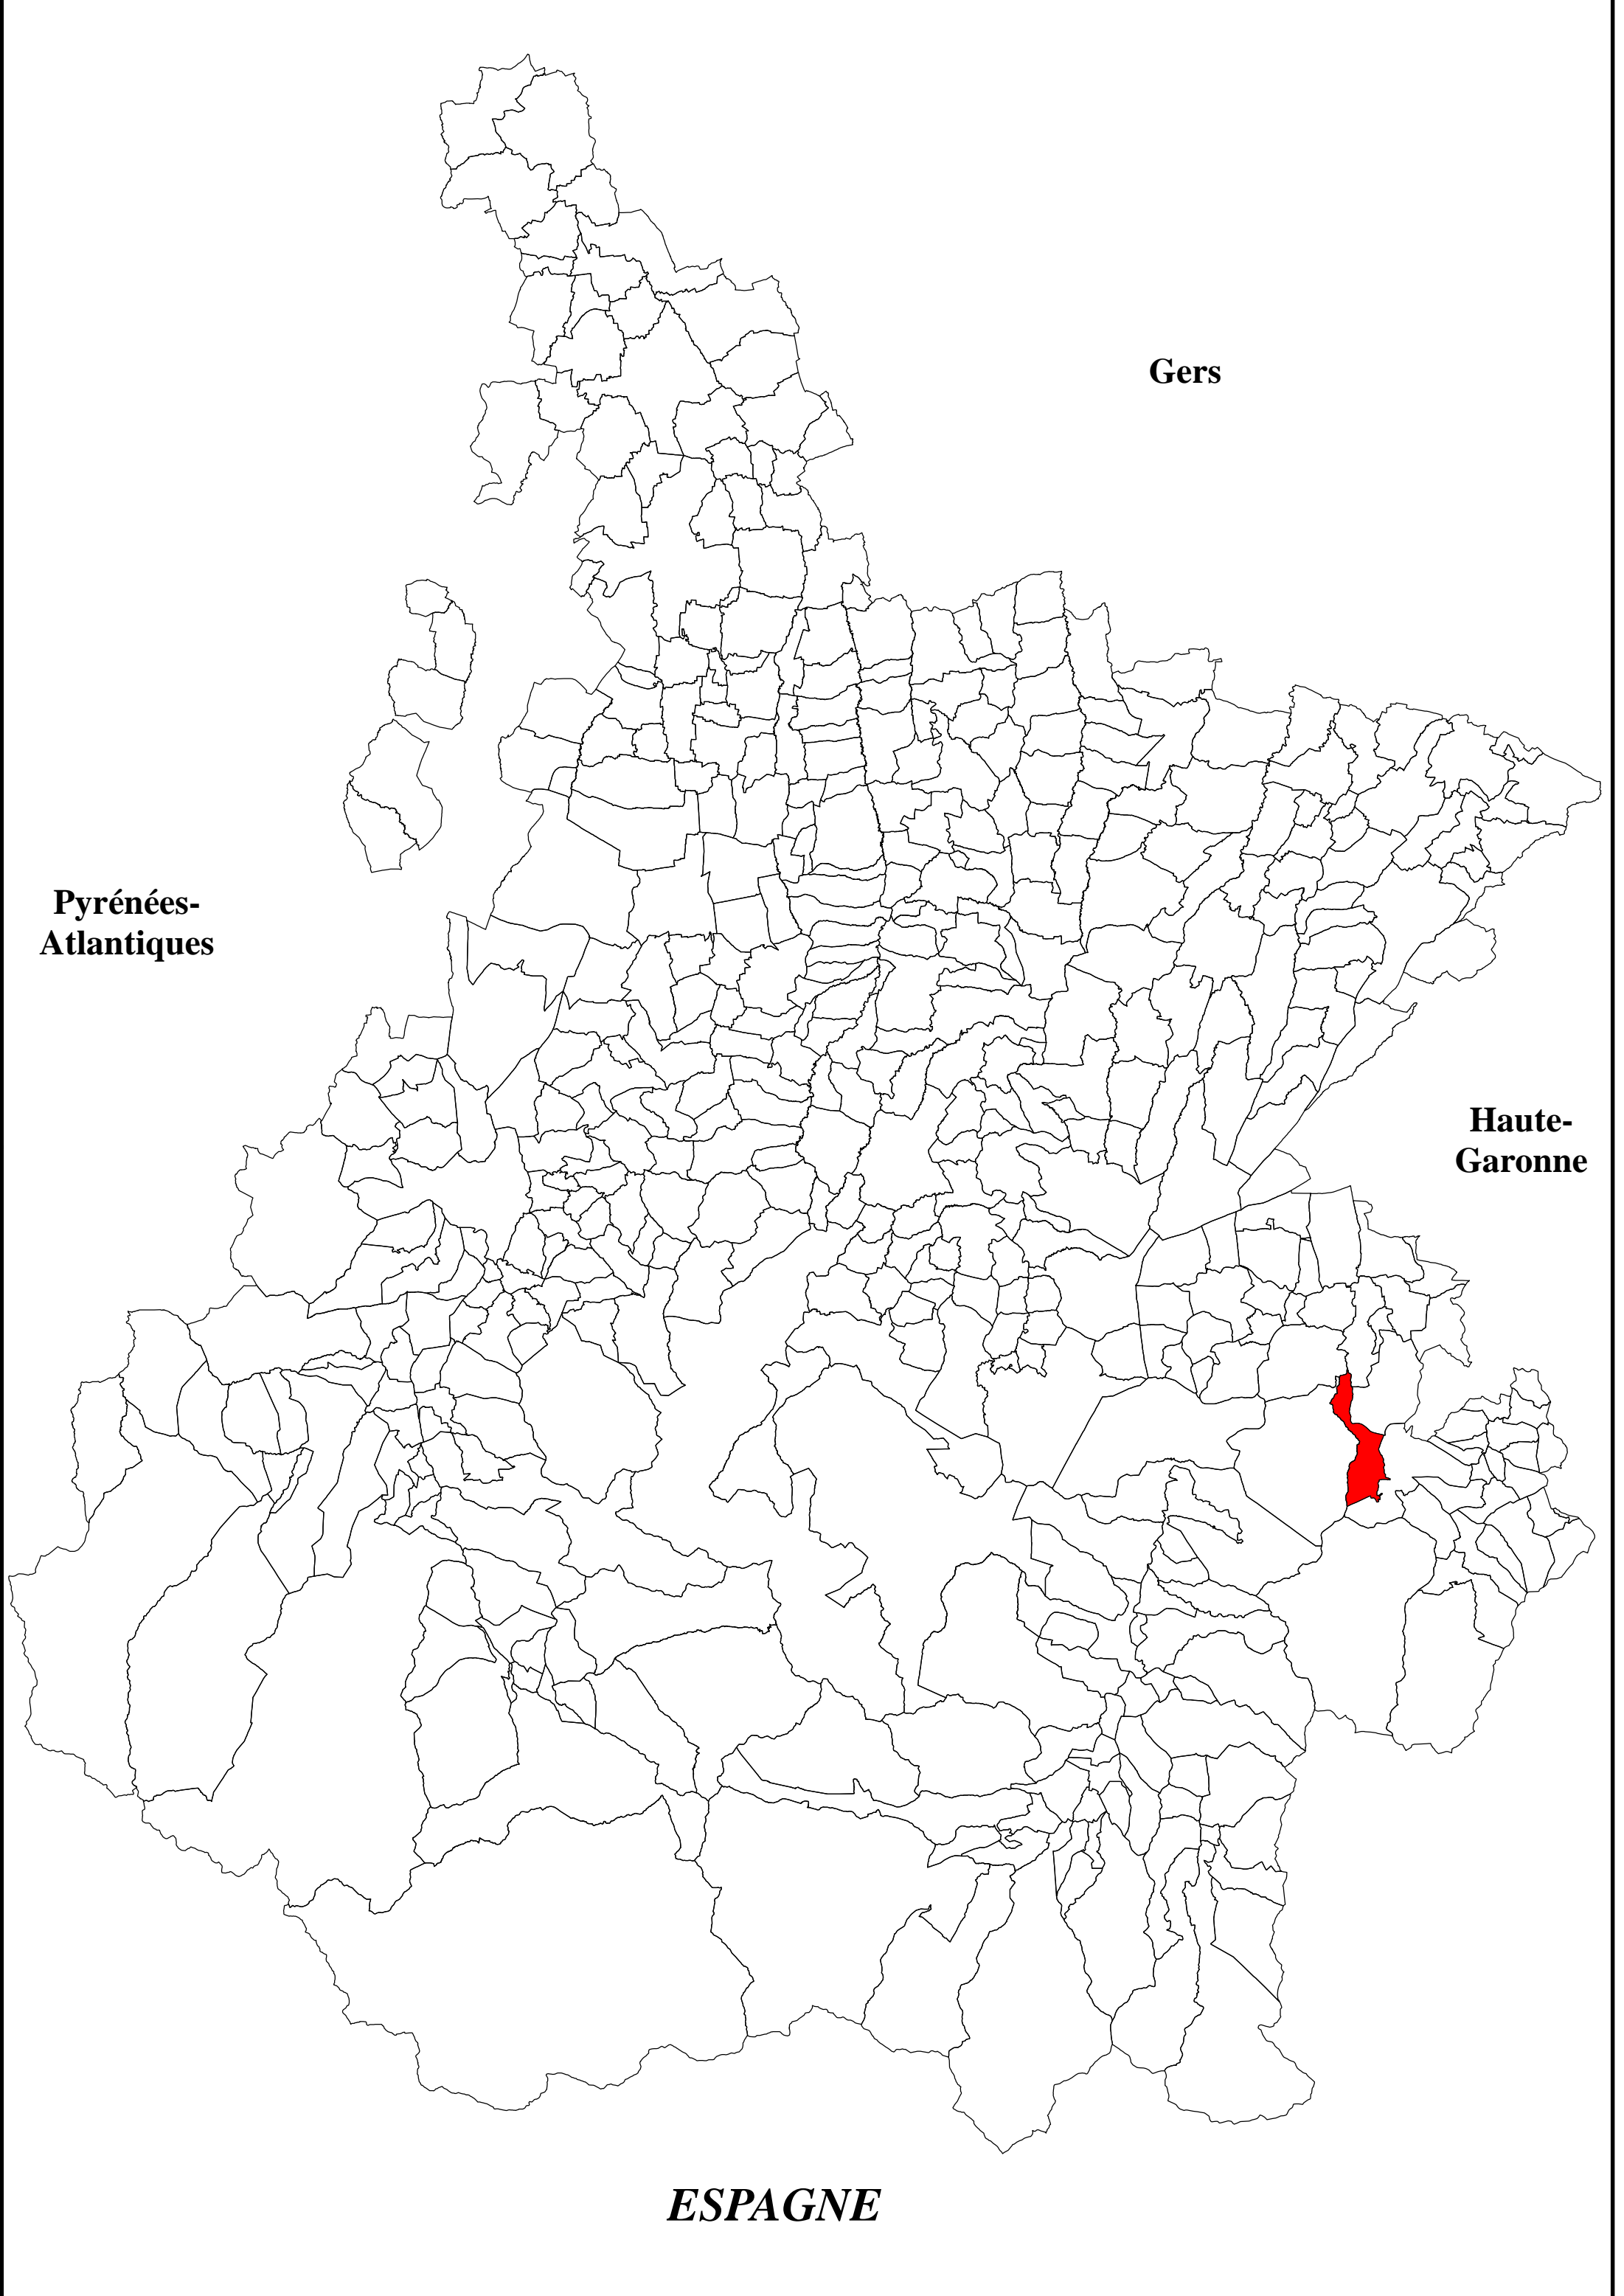 Gers
Pyrénées-
Atlantiques
Haute-
Garonne
ESPAGNE